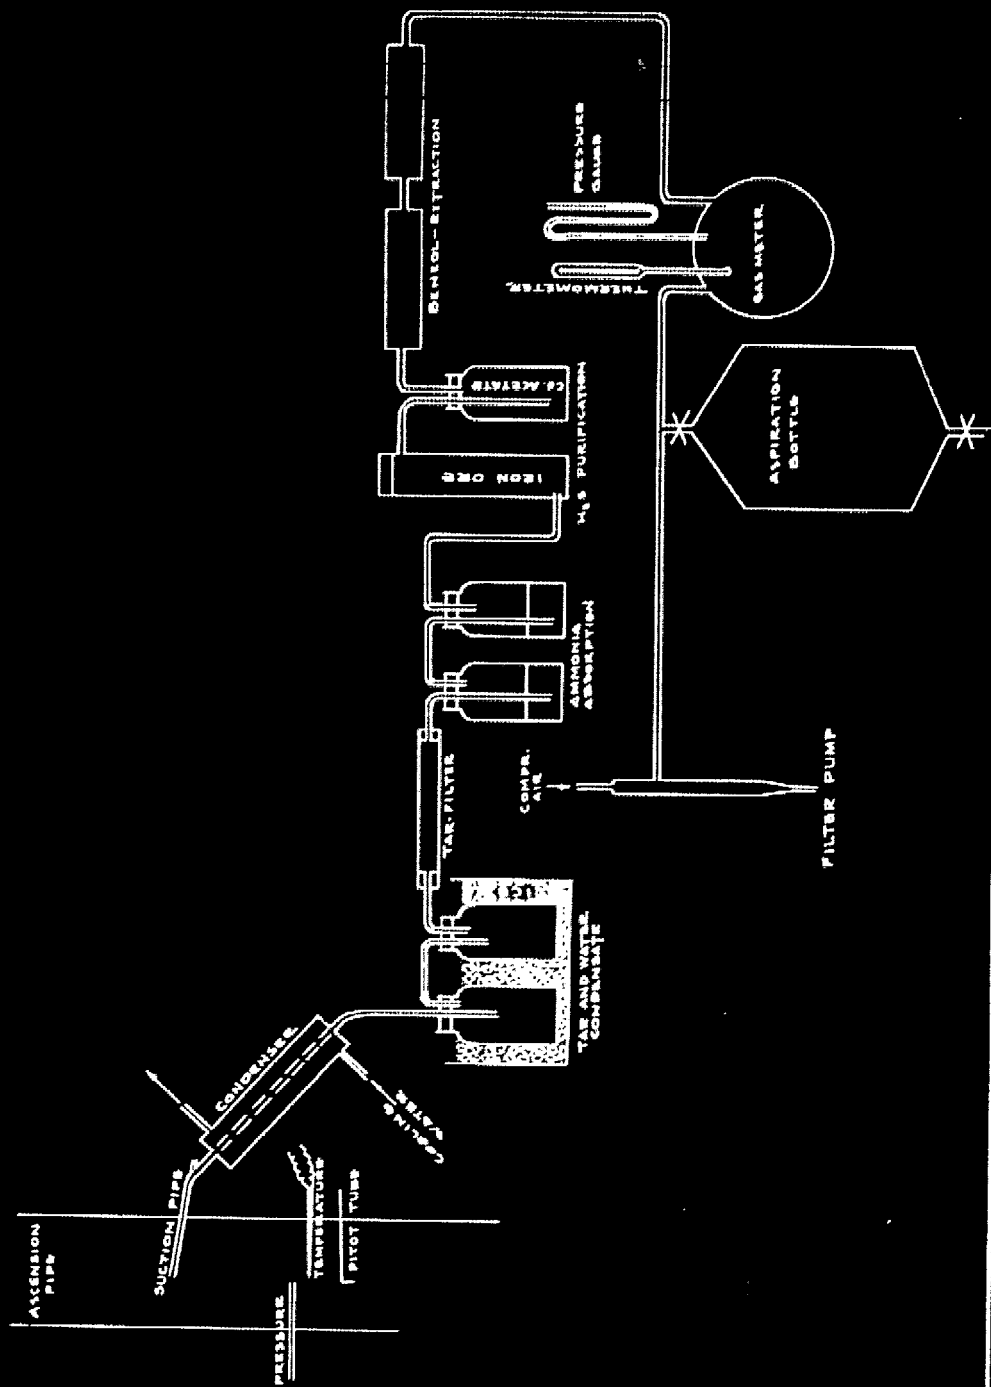 ASCENSION
PIPE
SUCTION PIPE
PRESSURE
TEMPERATURE
PITOT TUBE
CONDENSER
COOLING
WATER
TAR AND WATER
CONDENSATE
TAR-FILTER
AMMONIA
ABSORPTION
IRON ORE
Cd. ACETATE
H₂S PURIFICATION
BENZOL-EXTRACTION
THERMOMETER
PRESSURE
GAUGE
GAS METER
ASPIRATION
BOTTLE
COMPR.
AIR
FILTER PUMP